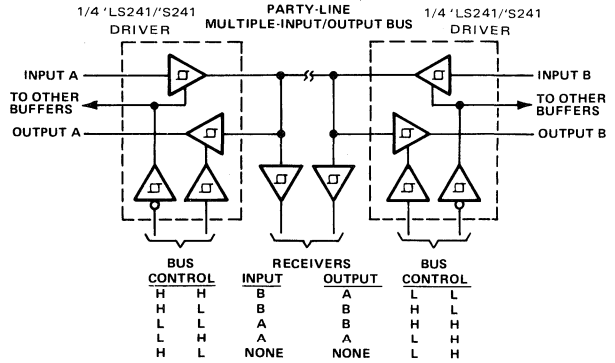 1/4 'LS241/'S241
DRIVER
PARTY-LINE
MULTIPLE-INPUT/OUTPUT BUS
1/4 'LS241/'S241
DRIVER
INPUT A
INPUT B
TO OTHER
BUFFERS
TO OTHER
BUFFERS
OUTPUT A
OUTPUT B
BUS
CONTROL
RECEIVERS
INPUT OUTPUT
BUS
CONTROL
H H B A L L
H L B B H L
L L A B H H
L H A A L H
H L NONE NONE H L